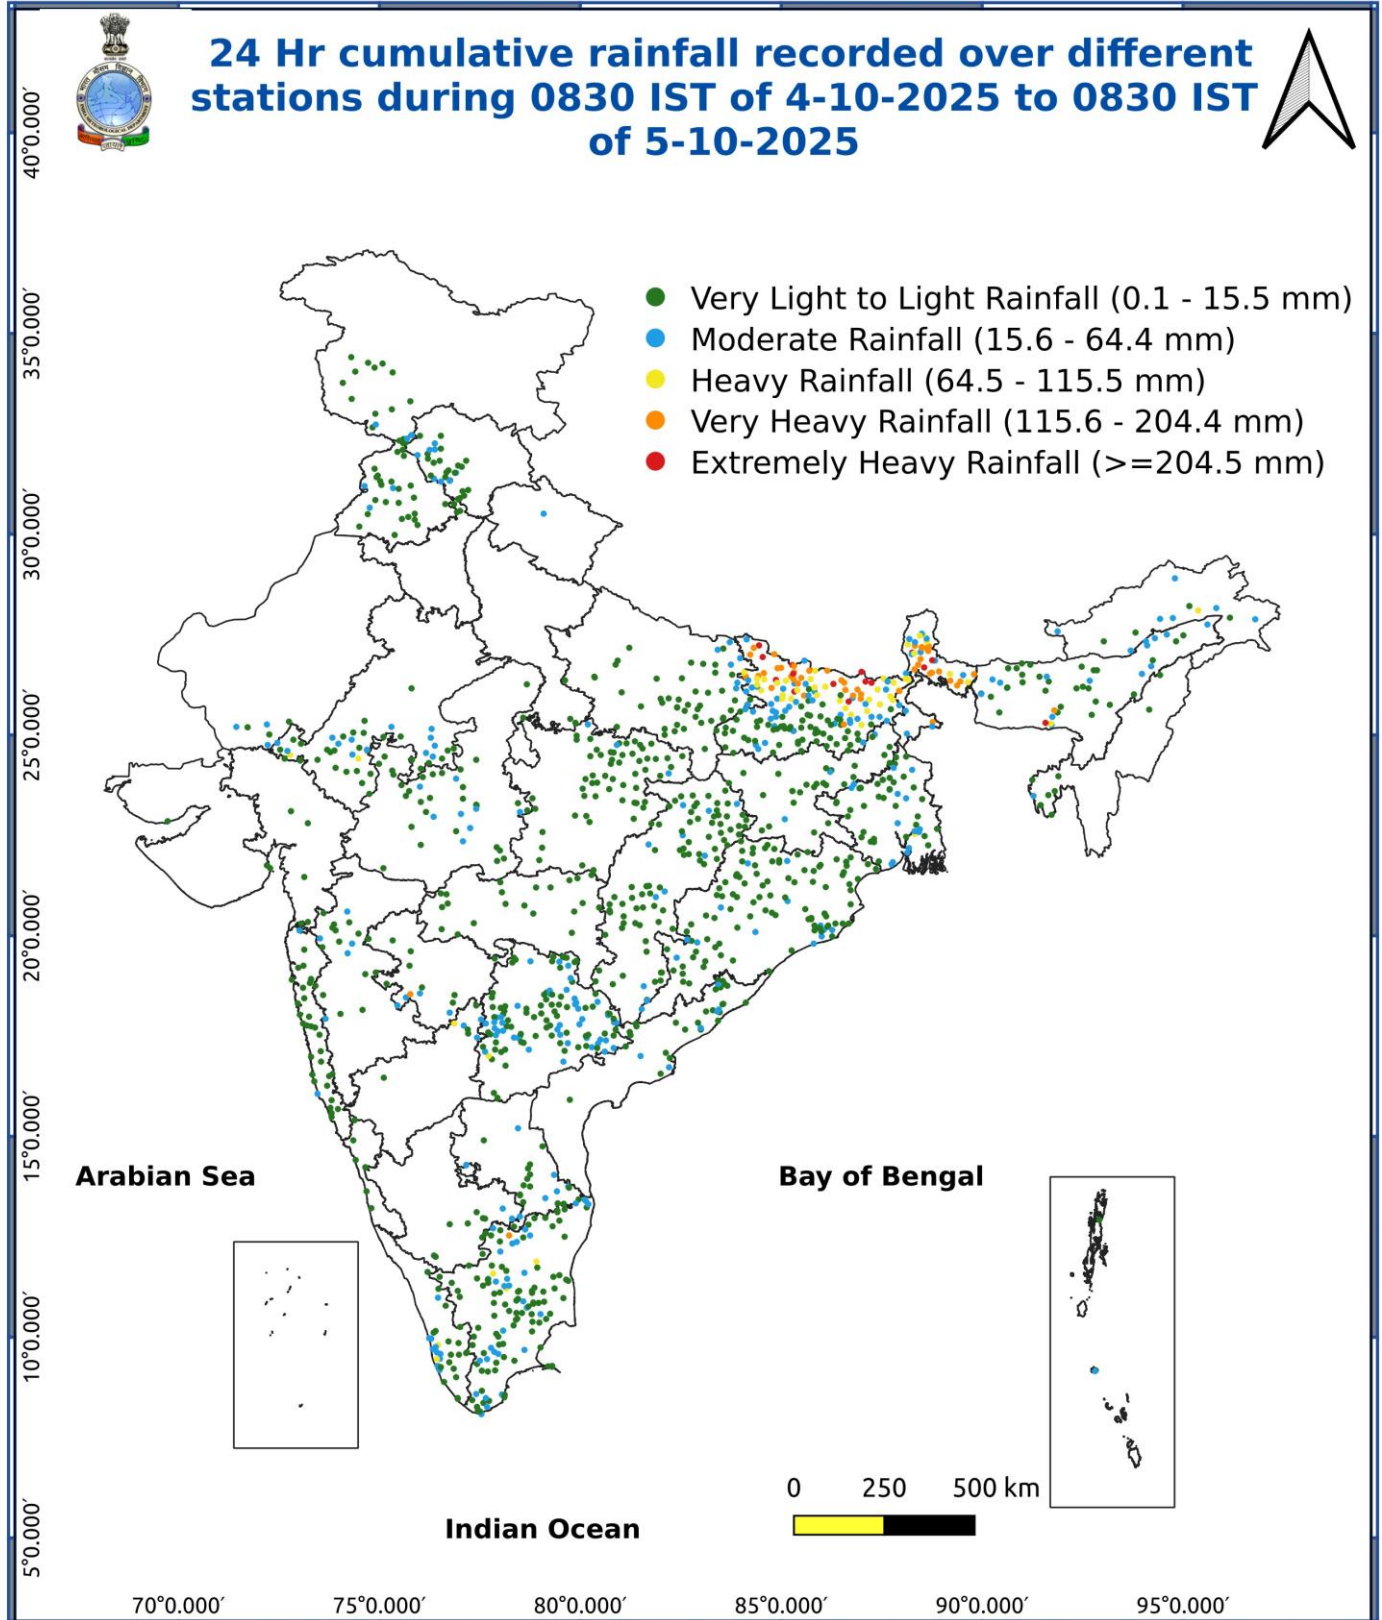 24 Hr cumulative rainfall recorded over different
stations during 0830 IST of 4-10-2025 to 0830 IST
of 5-10-2025
Very Light to Light Rainfall (0.1 - 15.5 mm)
Moderate Rainfall (15.6 - 64.4 mm)
Heavy Rainfall (64.5 - 115.5 mm)
Very Heavy Rainfall (115.6 - 204.4 mm)
Extremely Heavy Rainfall (>=204.5 mm)
40°0.000′
35°0.000′
30°0.000′
25°0.000′
20°0.000′
15°0.000′
10°0.000′
5°0.000′
Arabian Sea
Bay of Bengal
Indian Ocean
0 250 500 km
70°0.000′ 75°0.000′ 80°0.000′ 85°0.000′ 90°0.000′ 95°0.000′